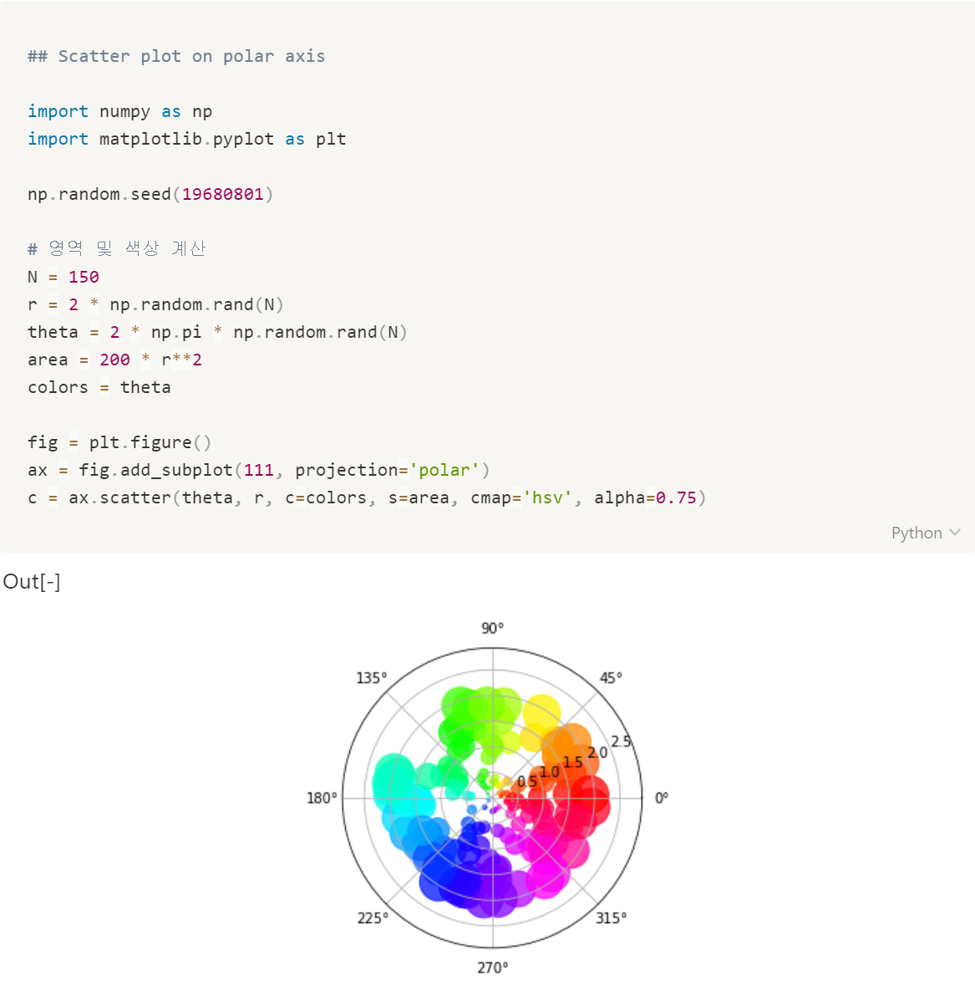 ## Scatter plot on polar axis
import numpy as np
import matplotlib.pyplot as plt
np.random.seed(19680801)
# 영역 및 색상 계산
N = 150
r = 2 * np.random.rand(N)
theta = 2 * np.pi * np.random.rand(N)
area = 200 * r**2
colors = theta
fig = plt.figure()
ax = fig.add_subplot(111, projection='polar')
c = ax.scatter(theta, r, c=colors, s=area, cmap='hsv', alpha=0.75)
Python
Out[-]
90°
135°
45°
2.5
2.0
1.5
1.0
0.5
180°
0°
225°
315°
270°